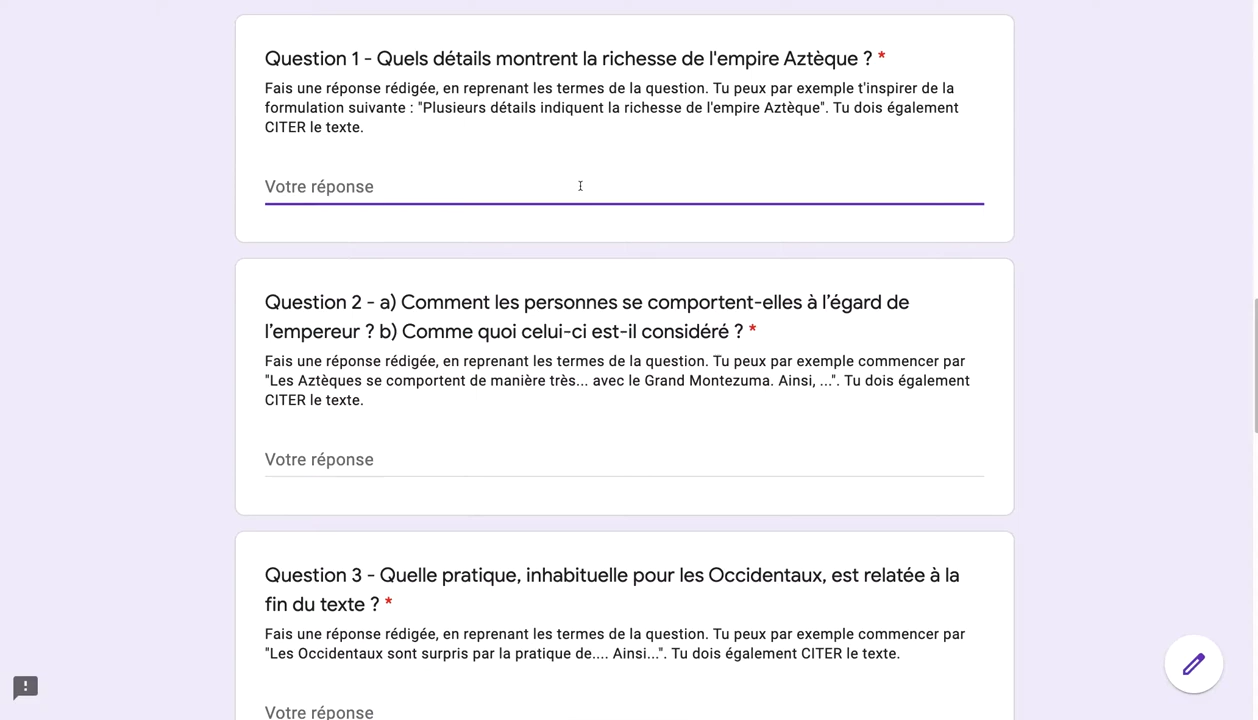 Question 1 - Quels détails montrent la richesse de l'empire Aztèque ? *
Fais une réponse rédigée, en reprenant les termes de la question. Tu peux par exemple t'inspirer de la
formulation suivante : "Plusieurs détails indiquent la richesse de l'empire Aztèque". Tu dois également
CITER le texte.
Votre réponse
Question 2 - a) Comment les personnes se comportent-elles à l’égard de
l’empereur ? b) Comme quoi celui-ci est-il considéré ? *
Fais une réponse rédigée, en reprenant les termes de la question. Tu peux par exemple commencer par
"Les Aztèques se comportent de manière très... avec le Grand Montezuma. Ainsi, ...". Tu dois également
CITER le texte.
Votre réponse
Question 3 - Quelle pratique, inhabituelle pour les Occidentaux, est relatée à la
fin du texte ? *
Fais une réponse rédigée, en reprenant les termes de la question. Tu peux par exemple commencer par
"Les Occidentaux sont surpris par la pratique de.... Ainsi...". Tu dois également CITER le texte.
Votre réponse